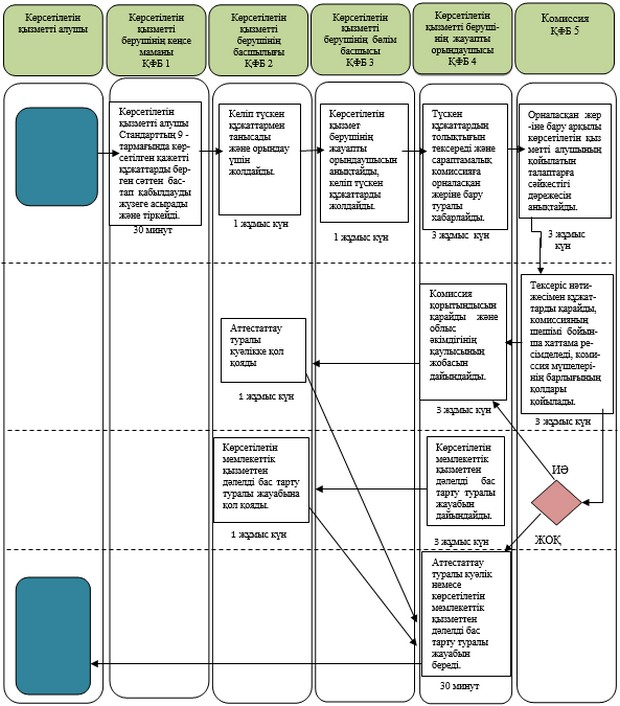 Көрсетілетін
қызметті алушы
Көрсетілетін
қызметті
берушінің кеңсе
маманы
ҚФБ 1
Көрсетілетін
қызметті
берушінің
басшылығы
ҚФБ 2
Көрсетілетін
қызметті
берушінің бөлім
басшысы
ҚФБ 3
Көрсетілетін
қызметті беруші-
нің жауапты
орындаушысы
ҚФБ 4
Комиссия
ҚФБ 5
Көрсетілетін
қызметті алушы
Стандарттың 9 -
тармағында көр-
сетілген қажетті
құжаттарды бер-
ген сәттен бас-
тап қабылдауды
жүзеге асырады
және тіркейді.
30 минут
Келіп түскен
құжаттармен
танысады
және орындау
үшін
жолдайды.
1 жұмыс күн
Көрсетілетін
қызмет
берушінің
жауапты
орындаушысын
анықтайды,
келіп түскен
құжаттарды
жолдайды.
1 жұмыс күн
Түскен
құжаттардың
толықтығын
тексереді және
сараптамалық
комиссияға
орналасқан
жеріне бару
туралы
хабарлайды.
3 жұмыс күн
Орналасқан жер
-іне бару арқылы
көрсетілетін қыз
метті алушының
қойылатын
талаптарға
сәйкестігі
дәрежесін
анықтайды.
3 жұмыс
күн
Тексеріс нәти-
жесімен құжат-
тарды қарайды,
комиссияның
шешімі бойын-
ша хаттама ре-
сімделеді, коми-
ссия мүшелері-
нің барлығының
қолдары
қойылады.
3 жұмыс күн
Комиссия
қорытындысын
қарайды және
облыс
әкімдігінің
қаулысының
жобасын
дайындайды.
3 жұмыс күн
Аттестаттау
туралы
куәлікке қол
қояды
1 жұмыс күн
Көрсетілетін
мемлекеттік
қызметтен
дәлелді бас тарту
туралы жауабына
қол қояды.
1 жұмыс күн
Көрсетілетін
мемлекеттік
қызметтен
дәлелді бас
тарту туралы
жауабын
дайындайды.
3 жұмыс күн
ИӘ
ЖОҚ
Аттестаттау
туралы куәлік
немесе
көрсетілетін
мемлекеттік
қызметтен
дәлелді бас
тарту туралы
жауабын
береді.
30 минут